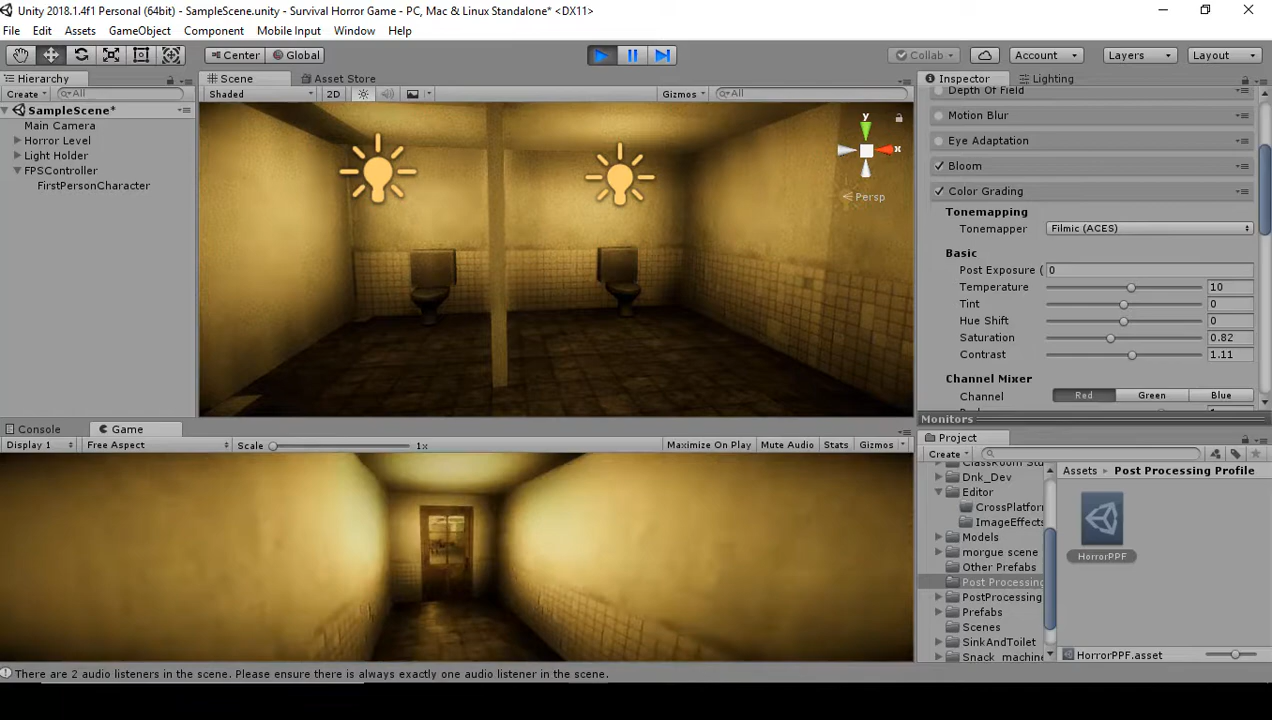 Unity 2018.1.4f1 Personal (64bit) - SampleScene.unity - Survival Horror Game - PC, Mac & Linux Standalone* <DX11>
File Edit Assets GameObject Component Mobile Input Window Help
Center Global Collab Account Layers Layout
Hierarchy
Create All
SampleScene*
Main Camera
Horror Level
Light Holder
FPSController
FirstPersonCharacter
Scene Asset Store
Shaded 2D Gizmos All
y
x
Persp
Console Game
Display 1 Free Aspect Scale 1x Maximize On Play Mute Audio Stats Gizmos
Inspector Lighting
Depth Of Field
Motion Blur
Eye Adaptation
Bloom
Color Grading
Tonemapping
Tonemapper Filmic (ACES)
Basic
Post Exposure ( 0
Temperature 10
Tint 0
Hue Shift 0
Saturation 0.82
Contrast 1.11
Channel Mixer
Channel Red Green Blue
Monitors
Project
Create
Dnk_Dev
Editor
CrossPlatforn
ImageEffects
Models
morgue scene
Other Prefabs
Post Processing
PostProcessing
Prefabs
Scenes
SinkAndToilet
Snack_machine
Assets Post Processing Profile
HorrorPPF
HorrorPPF.asset
There are 2 audio listeners in the scene. Please ensure there is always exactly one audio listener in the scene.